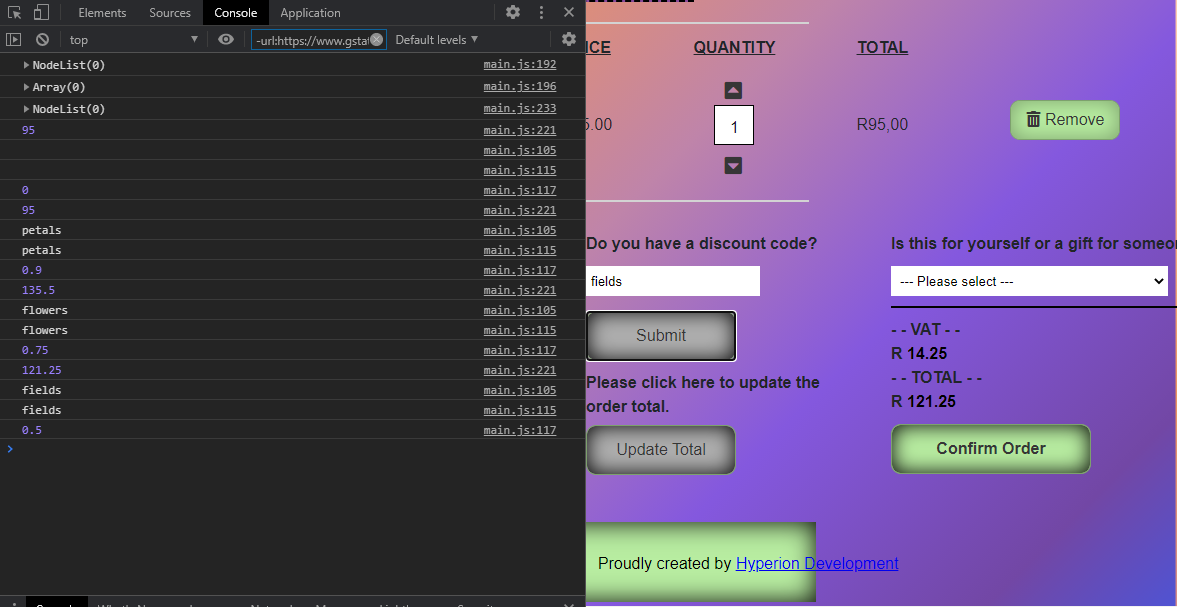 Elements Sources Console Application
top -url:https://www.gsta Default levels
NodeList(0) main.js:192
Array(0) main.js:196
NodeList(0) main.js:233
95 main.js:221
main.js:105
main.js:115
0 main.js:117
95 main.js:221
petals main.js:105
petals main.js:115
0.9 main.js:117
135.5 main.js:221
flowers main.js:105
flowers main.js:115
0.75 main.js:117
121.25 main.js:221
fields main.js:105
fields main.js:115
0.5 main.js:117
ICE QUANTITY TOTAL
5.00 1 R95,00 Remove
Do you have a discount code?
fields
Submit
Please click here to update the
order total.
Update Total
Is this for yourself or a gift for someo
--- Please select ---
- - VAT - -
R 14.25
- - TOTAL - -
R 121.25
Confirm Order
Proudly created by Hyperion Development